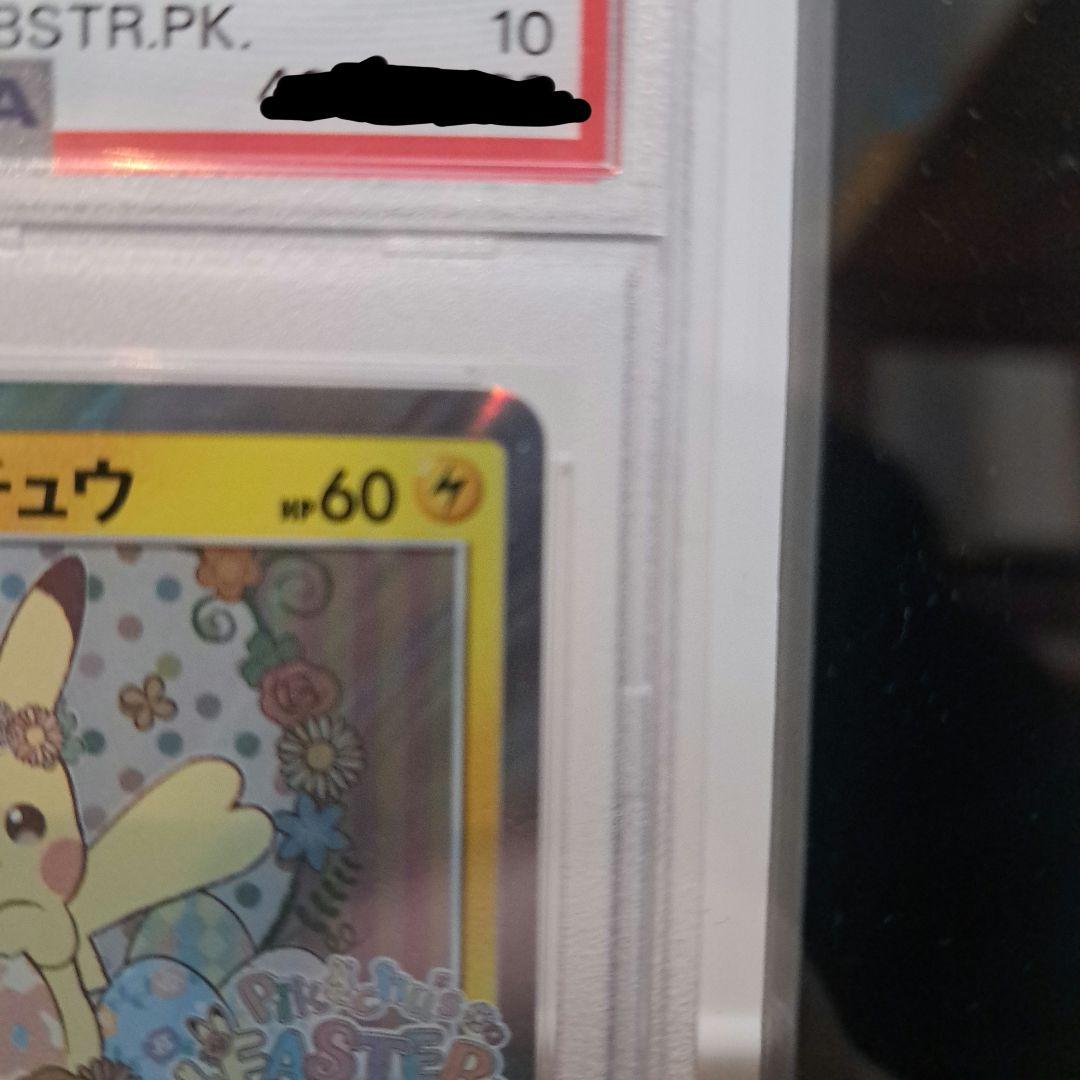 BSTR.PK. 10
A
チュウ HP60
Pikachu's
EASTER